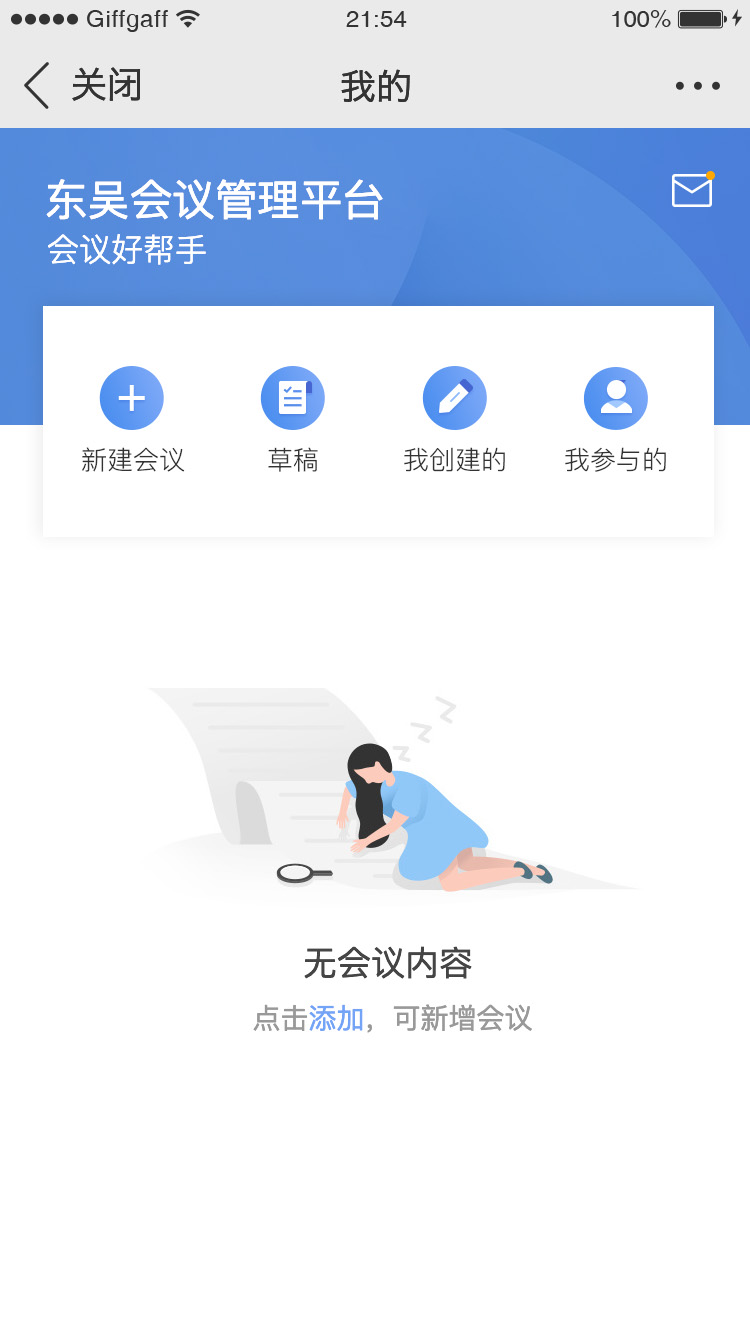 Giffgaff 21:54 100%
关闭 我的
东吴会议管理平台
会议好帮手
新建会议 草稿 我创建的 我参与的
无会议内容
点击添加，可新增会议